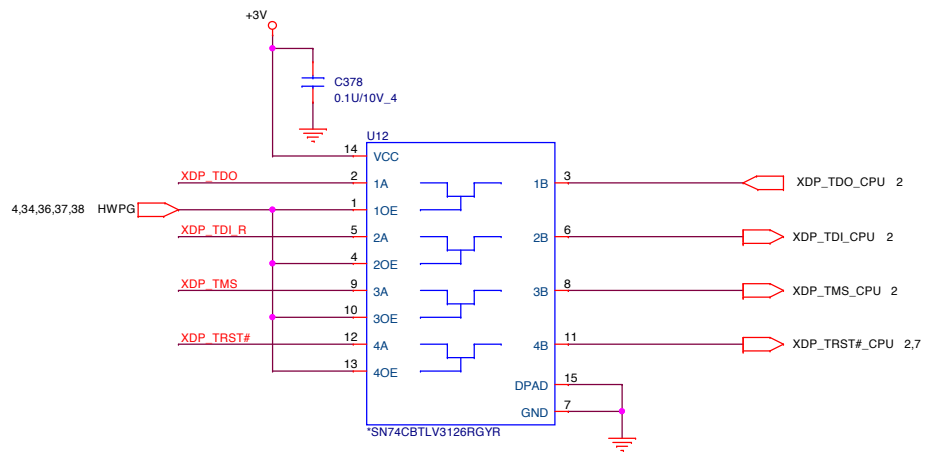 +3V
C378
0.1U/10V_4
U12
14 VCC
XDP_TDO 2 1A 1B 3 XDP_TDO_CPU 2
4,34,36,37,38 HWPG 1 1OE
XDP_TDI_R 5 2A 2B 6 XDP_TDI_CPU 2
4 2OE
XDP_TMS 9 3A 3B 8 XDP_TMS_CPU 2
10 3OE
XDP_TRST# 12 4A 4B 11 XDP_TRST#_CPU 2,7
13 4OE
DPAD 15
GND 7
*SN74CBTLV3126RGYR